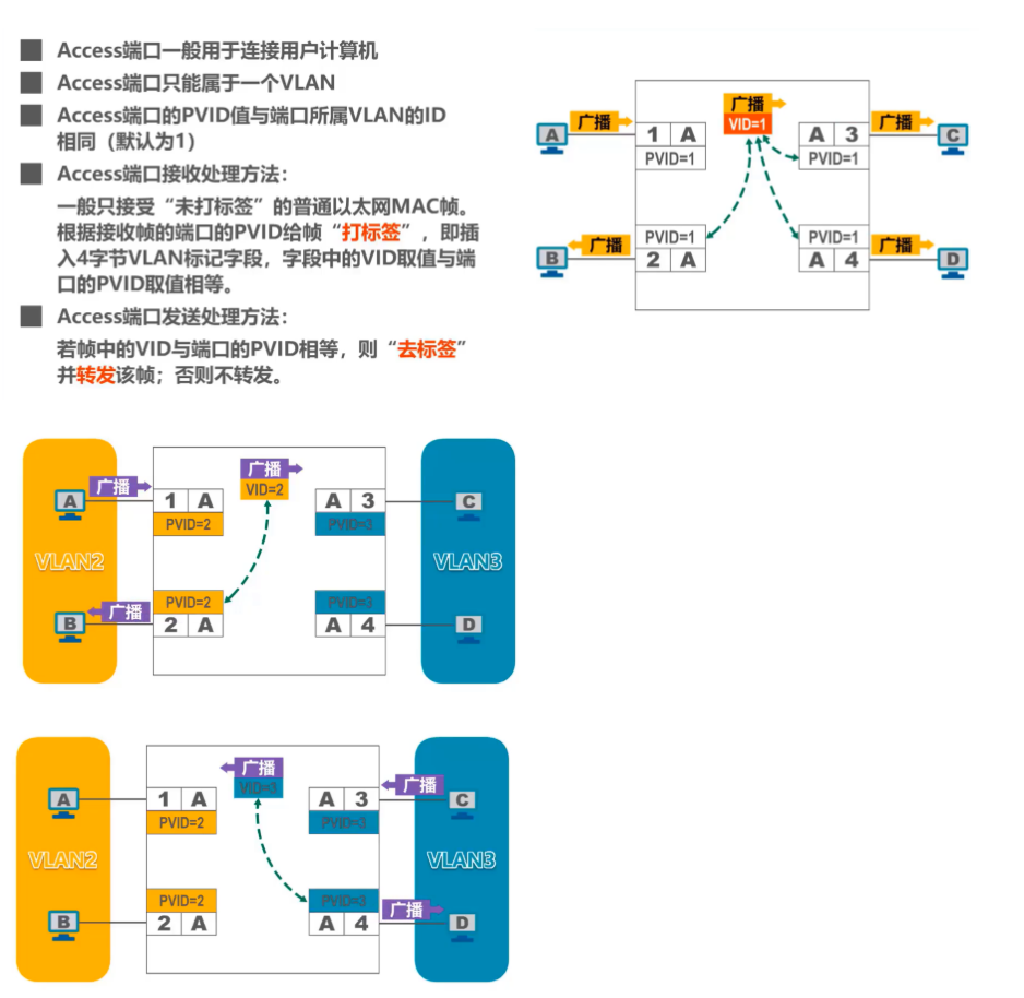 Access端口一般用于连接用户计算机
Access端口只能属于一个VLAN
Access端口的PVID值与端口所属VLAN的ID
相同（默认为1）
Access端口接收处理方法：
一般只接受“未打标签”的普通以太网MAC帧。
根据接收帧的端口的PVID给帧“打标签”，即插
入4字节VLAN标记字段，字段中的VID取值与端
口的PVID取值相等。
Access端口发送处理方法：
若帧中的VID与端口的PVID相等，则“去标签”
并转发该帧；否则不转发。
广播
VID=1
A 广播 1 A
PVID=1
A 3 广播 C
PVID=1
PVID=1
B 广播 2 A
PVID=1
A 4 广播 D
广播
VID=2
A 广播 1 A
PVID=2
A 3 C
PVID=3
VLAN2
VLAN3
PVID=2
B 广播 2 A
PVID=3
A 4 D
广播
VID=3
A 1 A
PVID=2
A 3 广播 C
PVID=3
VLAN2
VLAN3
PVID=2
B 2 A
PVID=3
A 4 广播 D